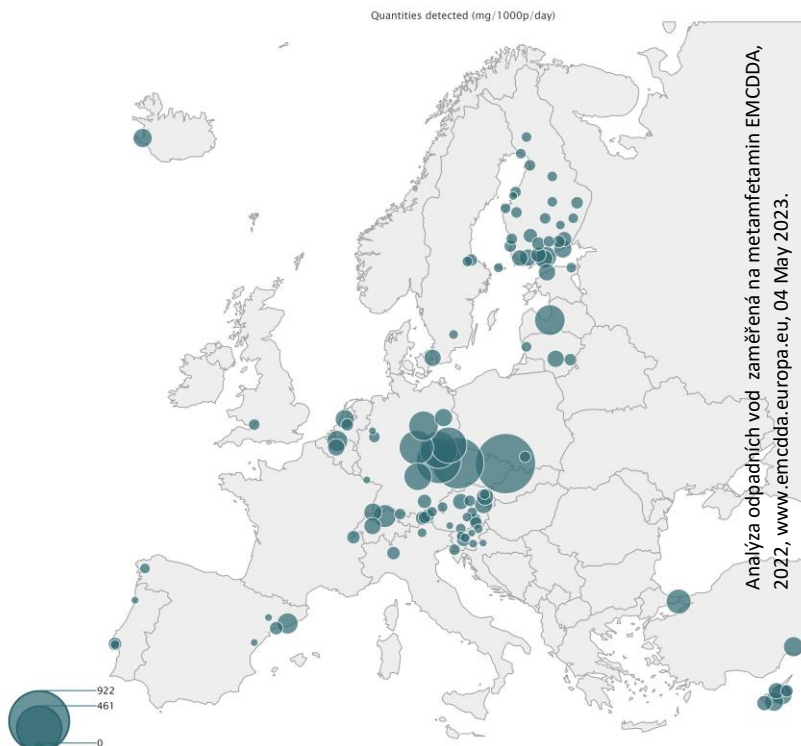 Quantities detected (mg/1000p/day)
Analýza odpadních vod  zaměřená na metamfetamin EMCDDA,
2022, www.emcdda.europa.eu, 04 May 2023.
922
461
0